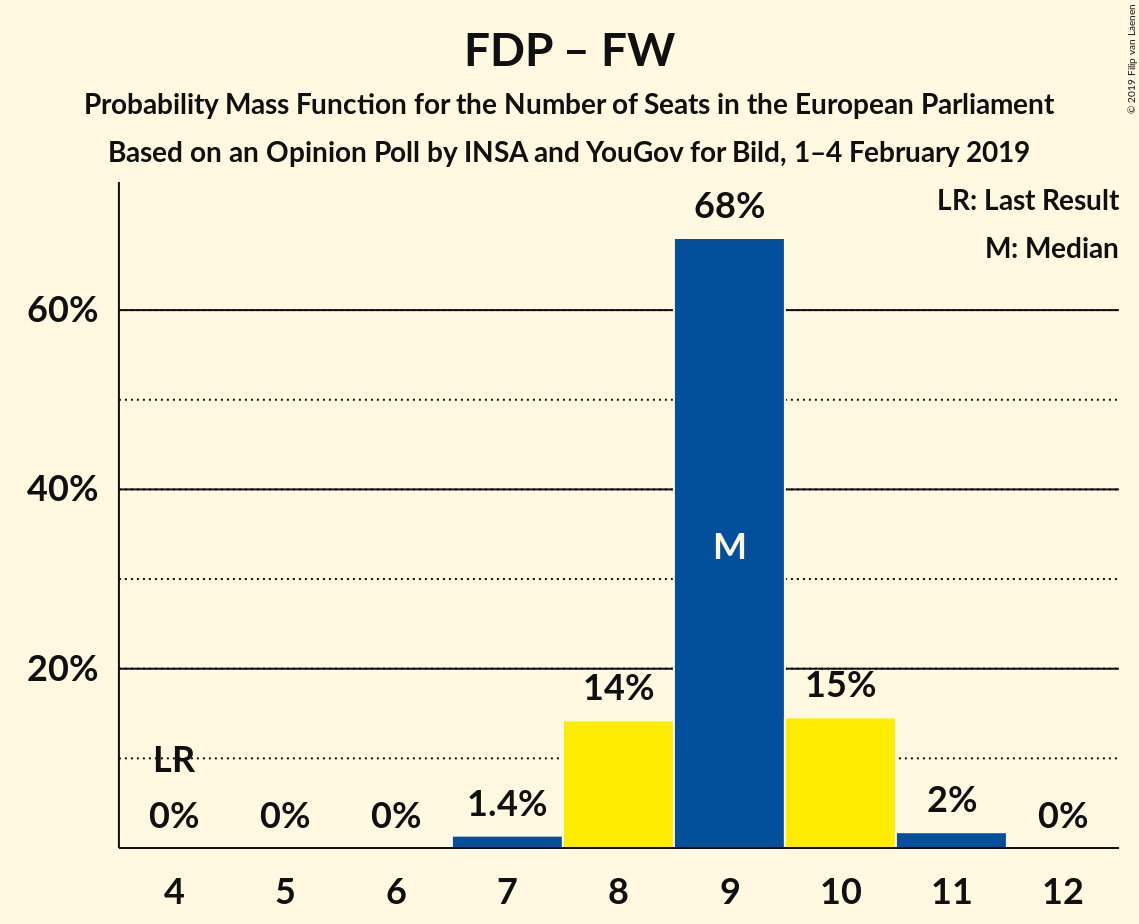 FDP – FW
Probability Mass Function for the Number of Seats in the European Parliament
Based on an Opinion Poll by INSA and YouGov for Bild, 1–4 February 2019
© 2019 Filip van Laenen
LR: Last Result
M: Median
68%
60%
40%
M
20%
14%
15%
LR
0%
0%
0%
1.4%
2%
0%
4 5 6 7 8 9 10 11 12